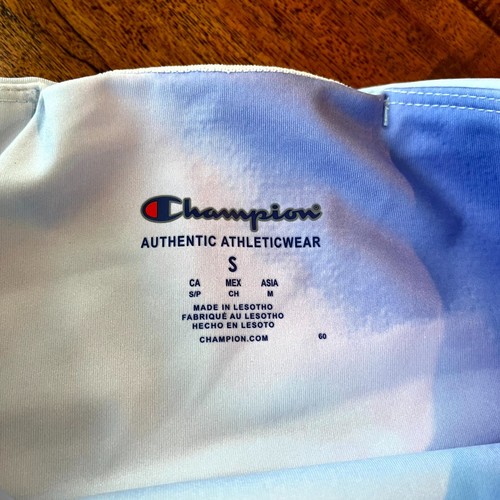 Champion
AUTHENTIC ATHLETICWEAR
S
CA MEX ASIA
S/P CH M
MADE IN LESOTHO
FABRIQUÉ AU LESOTHO
HECHO EN LESOTO
CHAMPION.COM 60